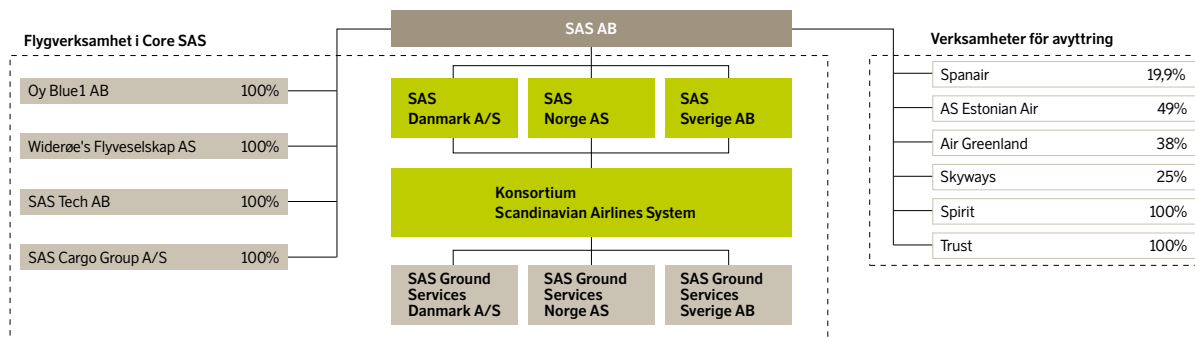 SAS AB
Flygverksamhet i Core SAS
Oy Blue1 AB 100%
Widerøe's Flyveselskap AS 100%
SAS Tech AB 100%
SAS Cargo Group A/S 100%
SAS
Danmark A/S
SAS
Norge AS
SAS
Sverige AB
Konsortium
Scandinavian Airlines System
SAS Ground
Services
Danmark A/S
SAS Ground
Services
Norge AS
SAS Ground
Services
Sverige AB
Verksamheter för avyttring
Spanair 19,9%
AS Estonian Air 49%
Air Greenland 38%
Skyways 25%
Spirit 100%
Trust 100%